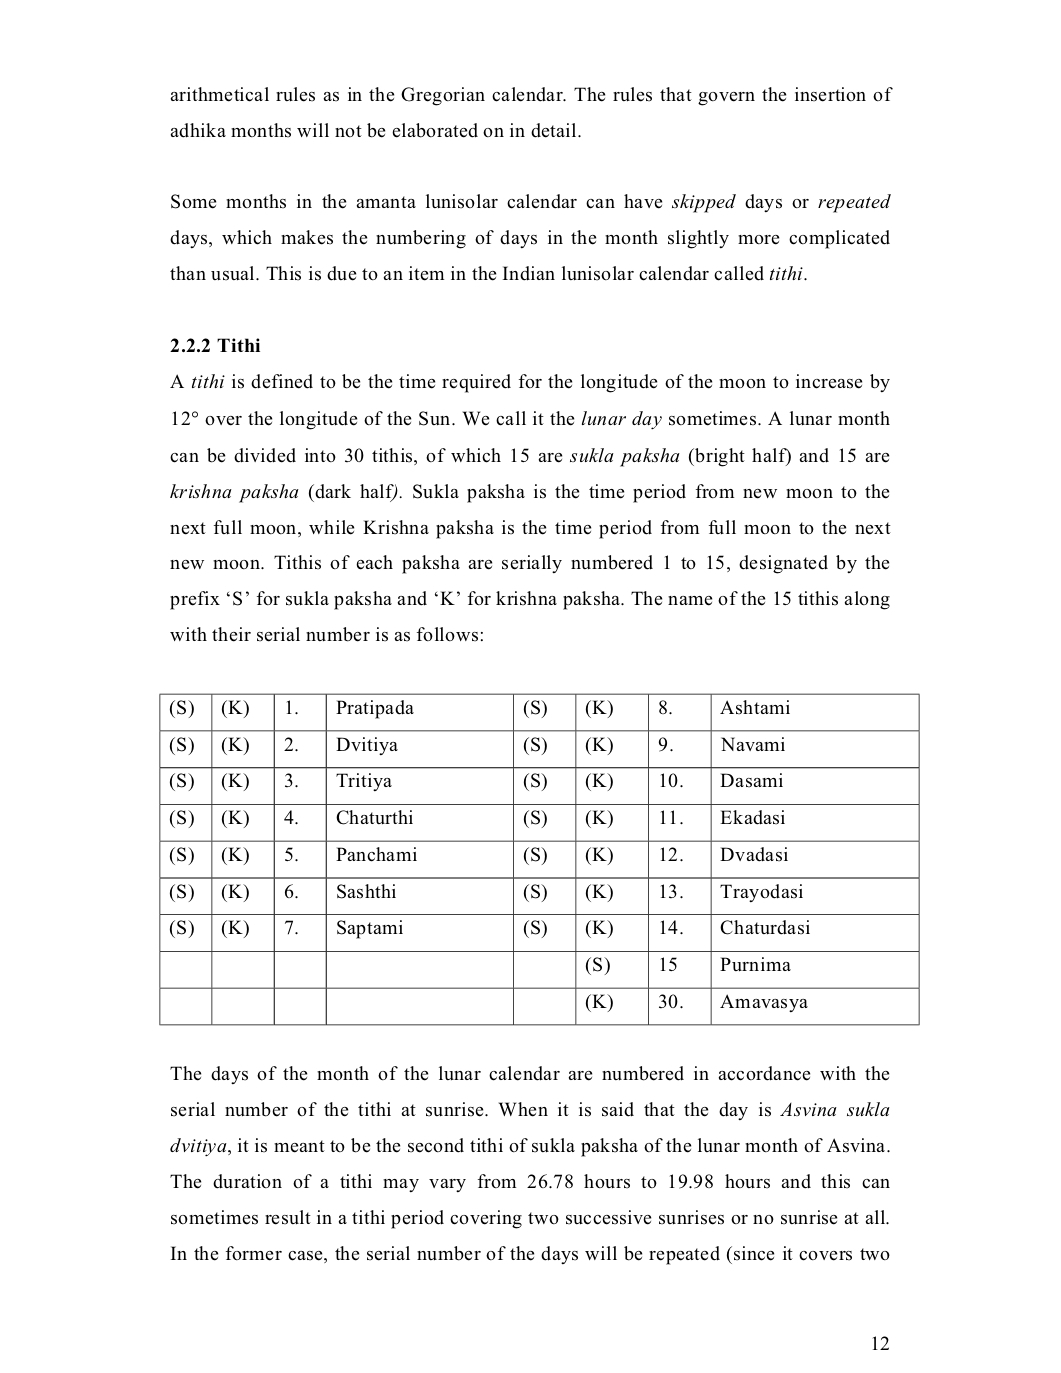 arithmetical rules as in the Gregorian calendar. The rules that govern the insertion of
adhika months will not be elaborated on in detail.
Some months in the amanta lunisolar calendar can have skipped days or repeated
days, which makes the numbering of days in the month slightly more complicated
than usual. This is due to an item in the Indian lunisolar calendar called tithi.
2.2.2 Tithi
A tithi is defined to be the time required for the longitude of the moon to increase by
12° over the longitude of the Sun. We call it the lunar day sometimes. A lunar month
can be divided into 30 tithis, of which 15 are sukla paksha (bright half) and 15 are
krishna paksha (dark half). Sukla paksha is the time period from new moon to the
next full moon, while Krishna paksha is the time period from full moon to the next
new moon. Tithis of each paksha are serially numbered 1 to 15, designated by the
prefix ‘S’ for sukla paksha and ‘K’ for krishna paksha. The name of the 15 tithis along
with their serial number is as follows:
(S) (K) 1. Pratipada (S) (K) 8. Ashtami
(S) (K) 2. Dvitiya (S) (K) 9. Navami
(S) (K) 3. Tritiya (S) (K) 10. Dasami
(S) (K) 4. Chaturthi (S) (K) 11. Ekadasi
(S) (K) 5. Panchami (S) (K) 12. Dvadasi
(S) (K) 6. Sashthi (S) (K) 13. Trayodasi
(S) (K) 7. Saptami (S) (K) 14. Chaturdasi
(S) 15 Purnima
(K) 30. Amavasya
The days of the month of the lunar calendar are numbered in accordance with the
serial number of the tithi at sunrise. When it is said that the day is Asvina sukla
dvitiya, it is meant to be the second tithi of sukla paksha of the lunar month of Asvina.
The duration of a tithi may vary from 26.78 hours to 19.98 hours and this can
sometimes result in a tithi period covering two successive sunrises or no sunrise at all.
In the former case, the serial number of the days will be repeated (since it covers two
12